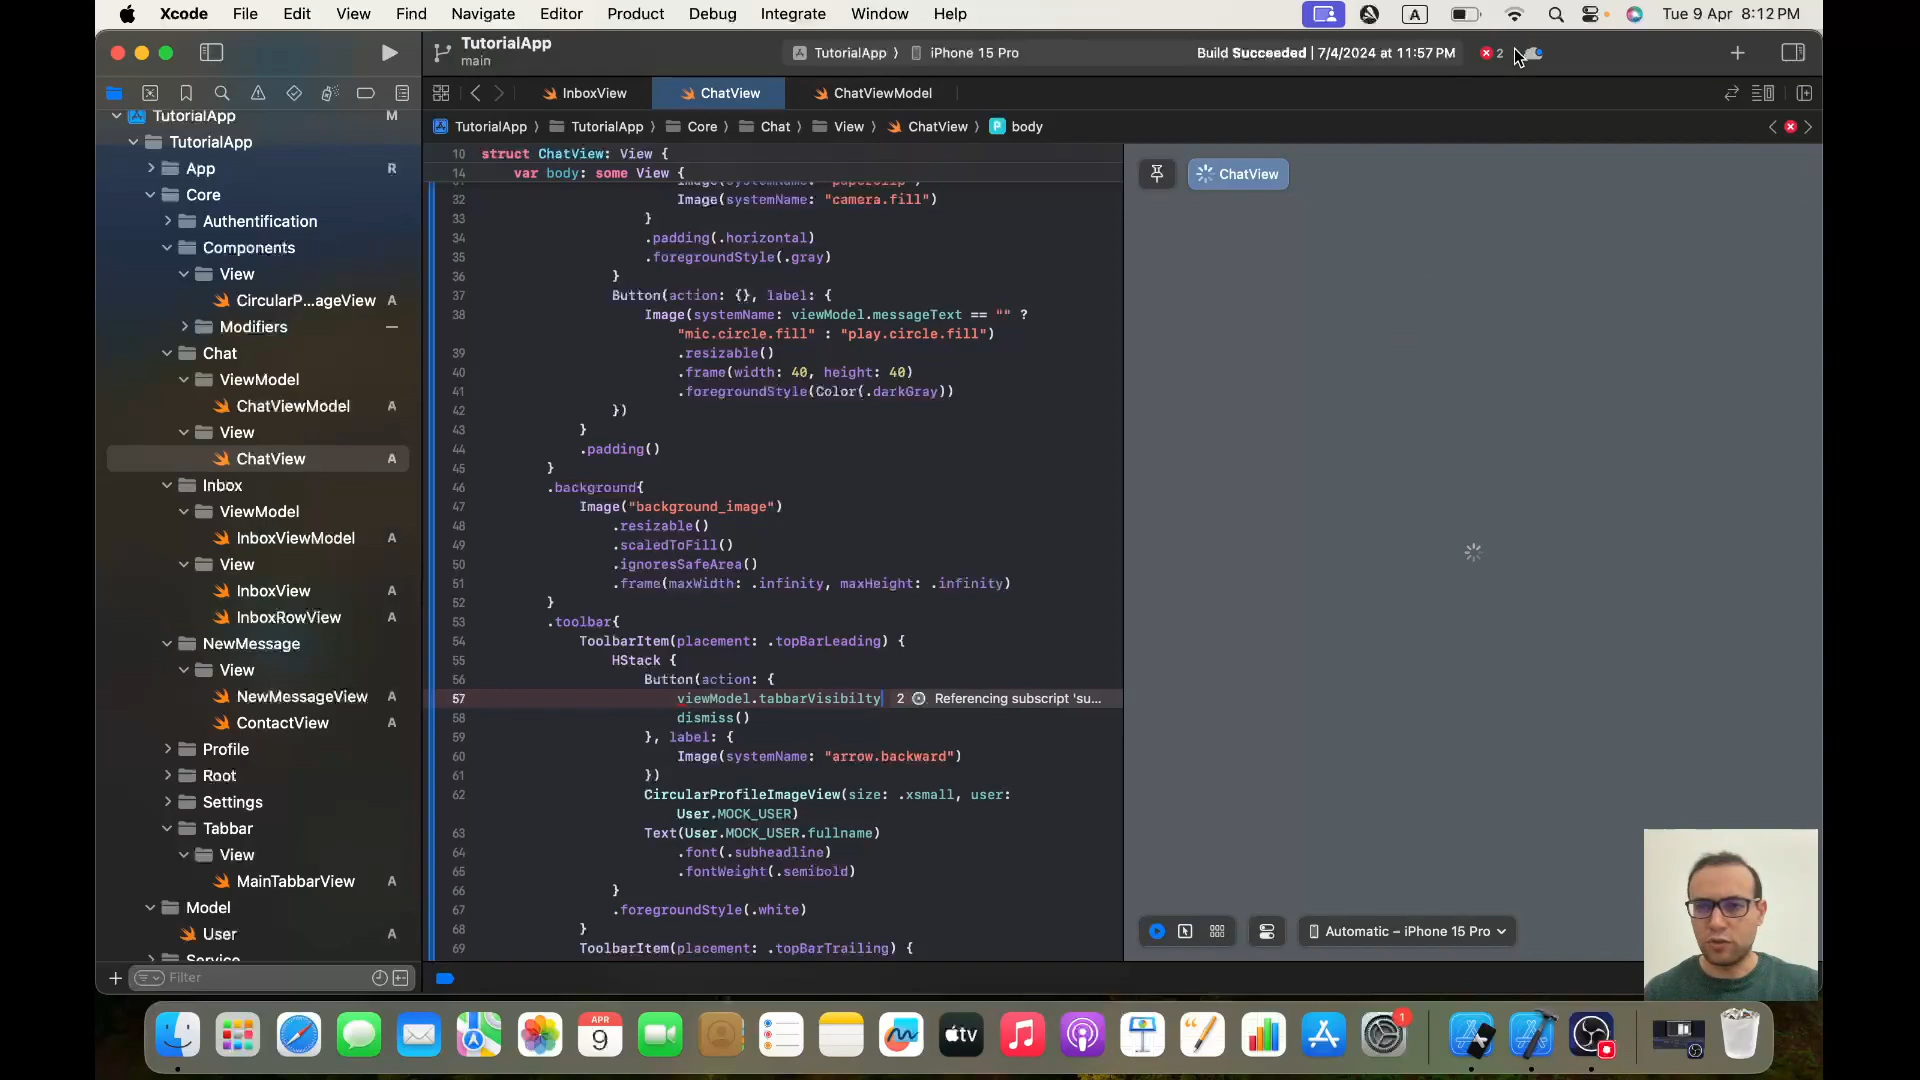 Xcode File Edit View Find Navigate Editor Product Debug Integrate Window Help
A
Tue 9 Apr 8:12 PM
TutorialApp
main
TutorialApp 〉 iPhone 15 Pro
Build Succeeded | 7/4/2024 at 11:57 PM
2
InboxView
ChatView
ChatViewModel
TutorialApp 〉 TutorialApp 〉 Core 〉 Chat 〉 View 〉 ChatView 〉 P body
TutorialApp M
TutorialApp
App R
Core
Authentification
Components
View
CircularP...ageView A
Modifiers —
Chat
ViewModel
ChatViewModel A
View
ChatView A
Inbox
ViewModel
InboxViewModel A
View
InboxView A
InboxRowView A
NewMessage
View
NewMessageView A
ContactView A
Profile
Root
Settings
Tabbar
View
MainTabbarView A
Model
User A
Service
Filter
10 struct ChatView: View {
14 var body: some View {
31 Image(systemName: "paperclip")
32 Image(systemName: "camera.fill")
33 }
34 .padding(.horizontal)
35 .foregroundStyle(.gray)
36 }
37 Button(action: {}, label: {
38 Image(systemName: viewModel.messageText == "" ?
"mic.circle.fill" : "play.circle.fill")
39 .resizable()
40 .frame(width: 40, height: 40)
41 .foregroundStyle(Color(.darkGray))
42 })
43 }
44 .padding()
45 }
46 .background{
47 Image("background_image")
48 .resizable()
49 .scaledToFill()
50 .ignoresSafeArea()
51 .frame(maxWidth: .infinity, maxHeight: .infinity)
52 }
53 .toolbar{
54 ToolbarItem(placement: .topBarLeading) {
55 HStack {
56 Button(action: {
57 viewModel.tabbarVisibilty 2 Referencing subscript 'su...
58 dismiss()
59 }, label: {
60 Image(systemName: "arrow.backward")
61 })
62 CircularProfileImageView(size: .xsmall, user:
User.MOCK_USER)
63 Text(User.MOCK_USER.fullname)
64 .font(.subheadline)
65 .fontWeight(.semibold)
66 }
67 .foregroundStyle(.white)
68 }
69 ToolbarItem(placement: .topBarTrailing) {
ChatView
Automatic – iPhone 15 Pro
APR
9
tv
1